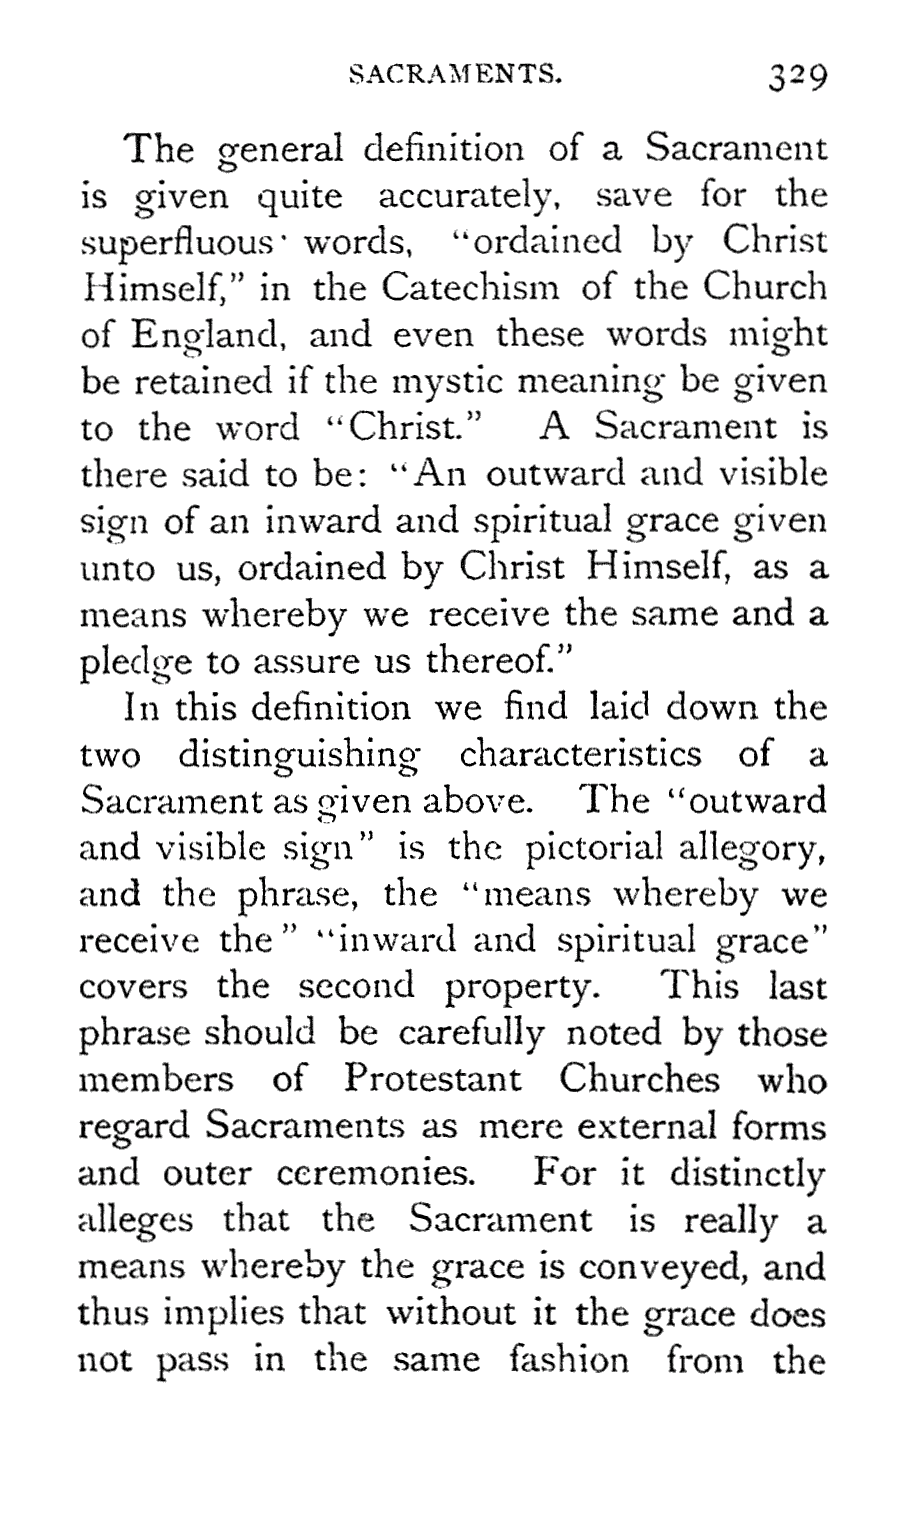 SACRAMENTS. 329
The general definition of a Sacrament
is given quite accurately, save for the
superfluous words, “ordained by Christ
Himself,” in the Catechism of the Church
of England, and even these words might
be retained if the mystic meaning be given
to the word “Christ.” A Sacrament is
there said to be: “An outward and visible
sign of an inward and spiritual grace given
unto us, ordained by Christ Himself, as a
means whereby we receive the same and a
pledge to assure us thereof.”
In this definition we find laid down the
two distinguishing characteristics of a
Sacrament as given above. The “outward
and visible sign” is the pictorial allegory,
and the phrase, the “means whereby we
receive the” “inward and spiritual grace”
covers the second property. This last
phrase should be carefully noted by those
members of Protestant Churches who
regard Sacraments as mere external forms
and outer ceremonies. For it distinctly
alleges that the Sacrament is really a
means whereby the grace is conveyed, and
thus implies that without it the grace does
not pass in the same fashion from the